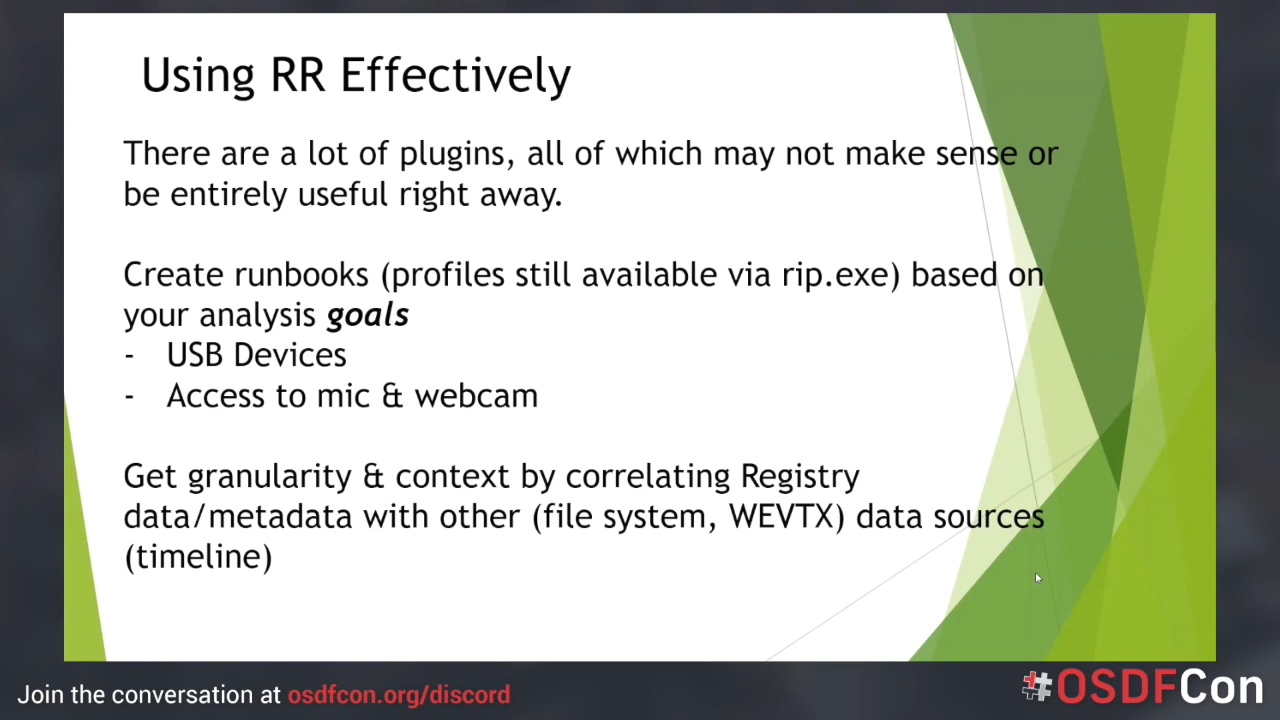 Using RR Effectively
There are a lot of plugins, all of which may not make sense or
be entirely useful right away.
Create runbooks (profiles still available via rip.exe) based on
your analysis goals
- USB Devices
- Access to mic & webcam
Get granularity & context by correlating Registry
data/metadata with other (file system, WEVTX) data sources
(timeline)
Join the conversation at osdfcon.org/discord
#OSDFCon